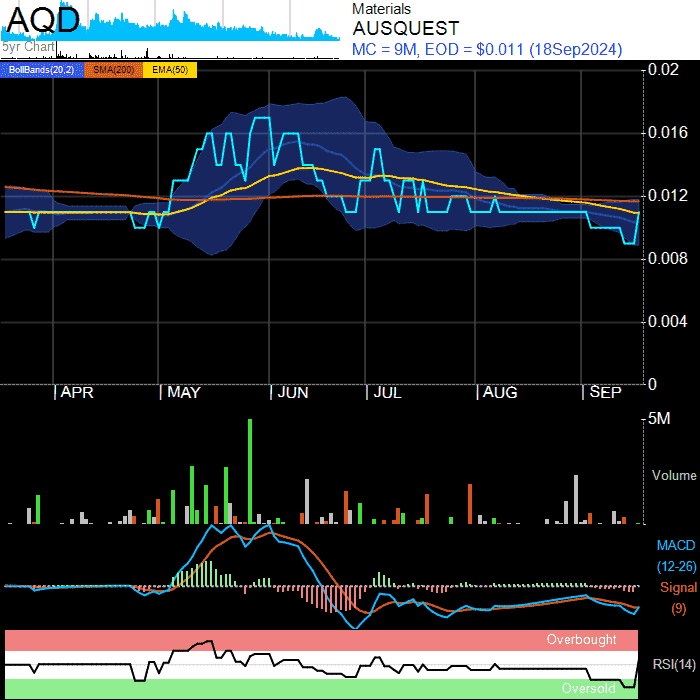 AQD
5yr Chart
Materials
AUSQUEST
MC = 9M, EOD = $0.011 (18Sep2024)
BollBands(20,2) SMA(200) EMA(50)
0.02
0.016
0.012
0.008
0.004
0
APR MAY JUN JUL AUG SEP
5M
Volume
MACD
(12-26)
Signal
(9)
Overbought
RSI(14)
Oversold